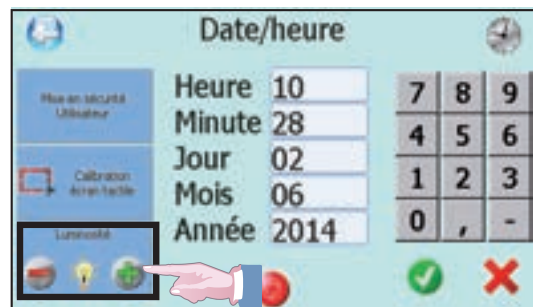 Date/heure
Mise en sécurité
Utilisateur
Calibration
écran tactile
Luminosité
Heure 10
Minute 28
Jour 02
Mois 06
Année 2014
7 8 9
4 5 6
1 2 3
0 , -